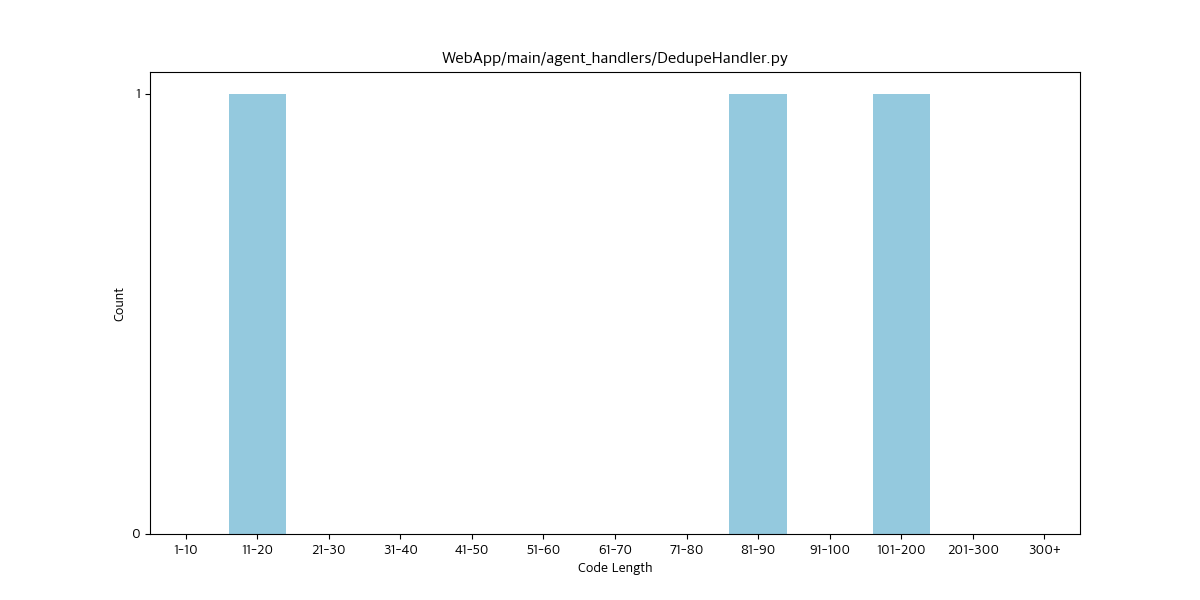 WebApp/main/agent_handlers/DedupeHandler.py
1
Count
0
1-10 11-20 21-30 31-40 41-50 51-60 61-70 71-80 81-90 91-100 101-200 201-300 300+
Code Length